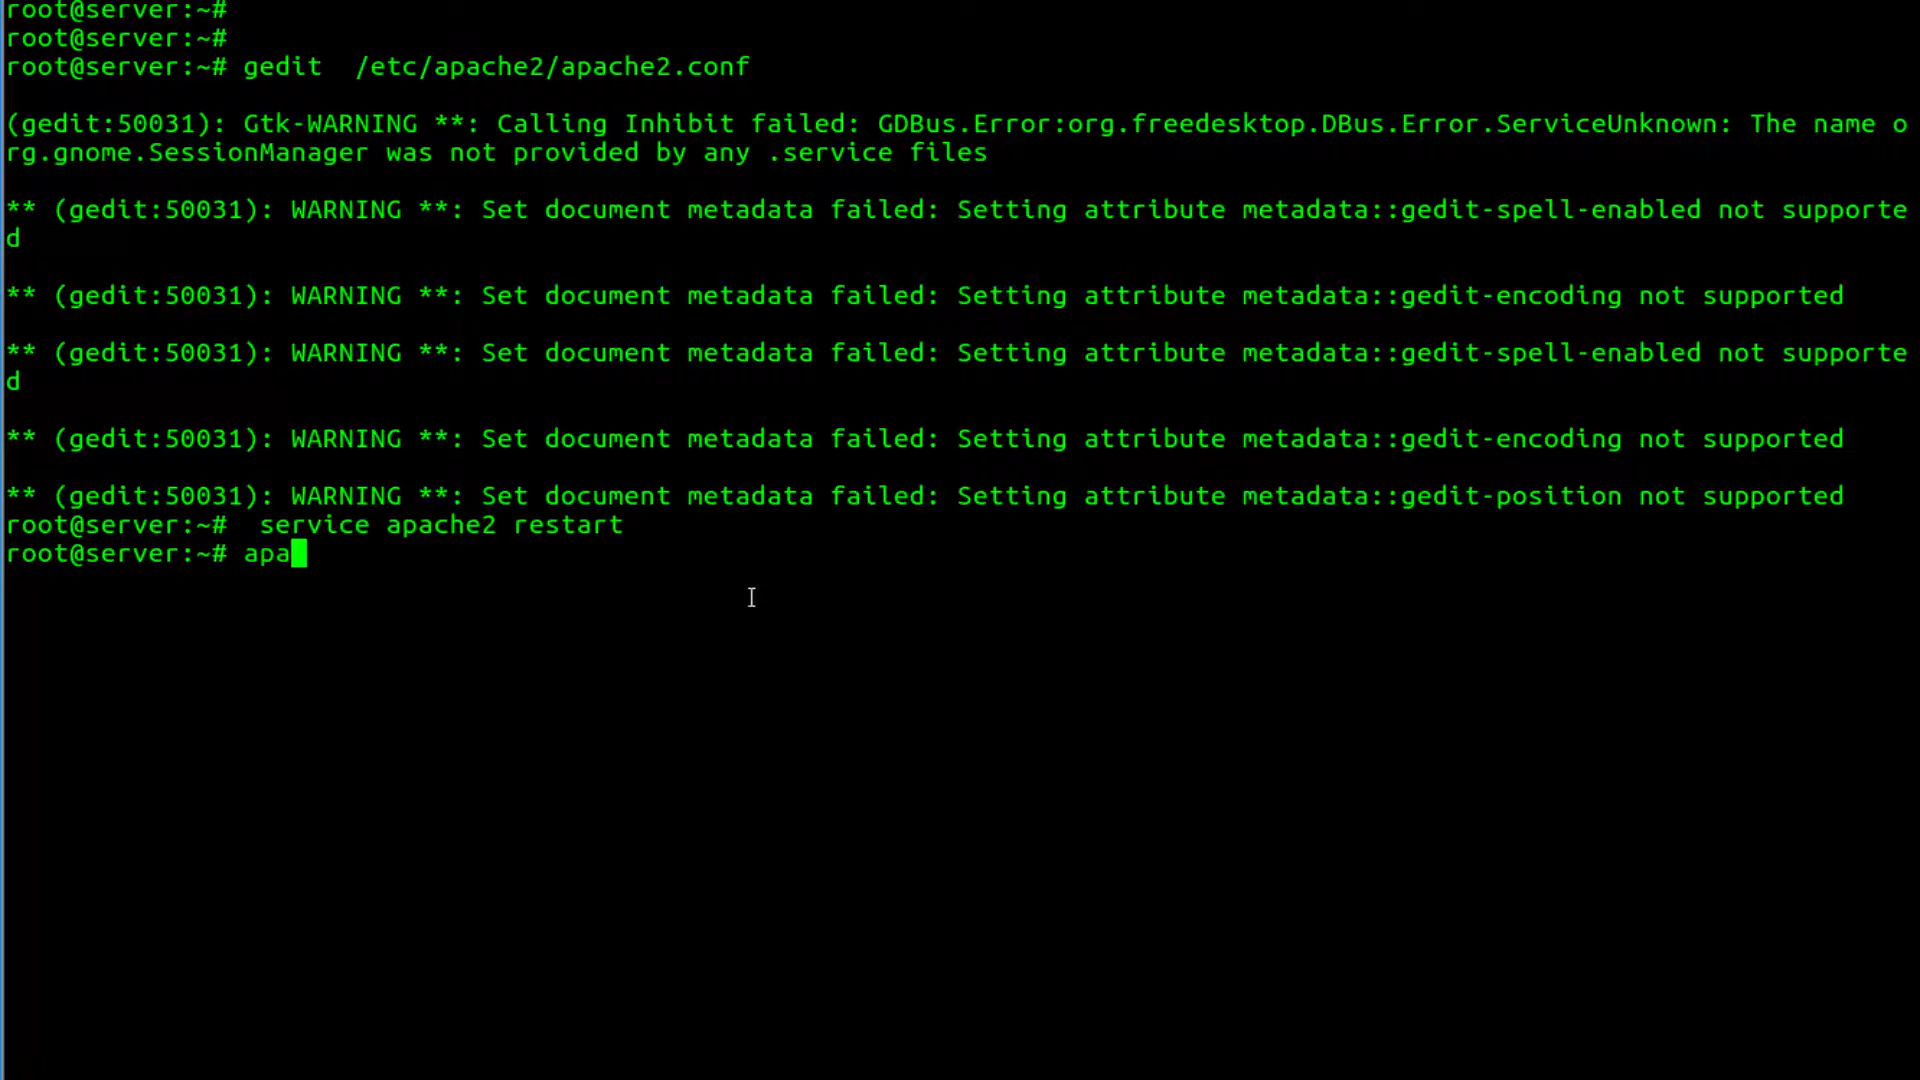 root@server:~#
root@server:~#
root@server:~# gedit  /etc/apache2/apache2.conf
(gedit:50031): Gtk-WARNING **: Calling Inhibit failed: GDBus.Error:org.freedesktop.DBus.Error.ServiceUnknown: The name o
rg.gnome.SessionManager was not provided by any .service files
** (gedit:50031): WARNING **: Set document metadata failed: Setting attribute metadata::gedit-spell-enabled not supporte
d
** (gedit:50031): WARNING **: Set document metadata failed: Setting attribute metadata::gedit-encoding not supported
** (gedit:50031): WARNING **: Set document metadata failed: Setting attribute metadata::gedit-spell-enabled not supporte
d
** (gedit:50031): WARNING **: Set document metadata failed: Setting attribute metadata::gedit-encoding not supported
** (gedit:50031): WARNING **: Set document metadata failed: Setting attribute metadata::gedit-position not supported
root@server:~#  service apache2 restart
root@server:~# apa